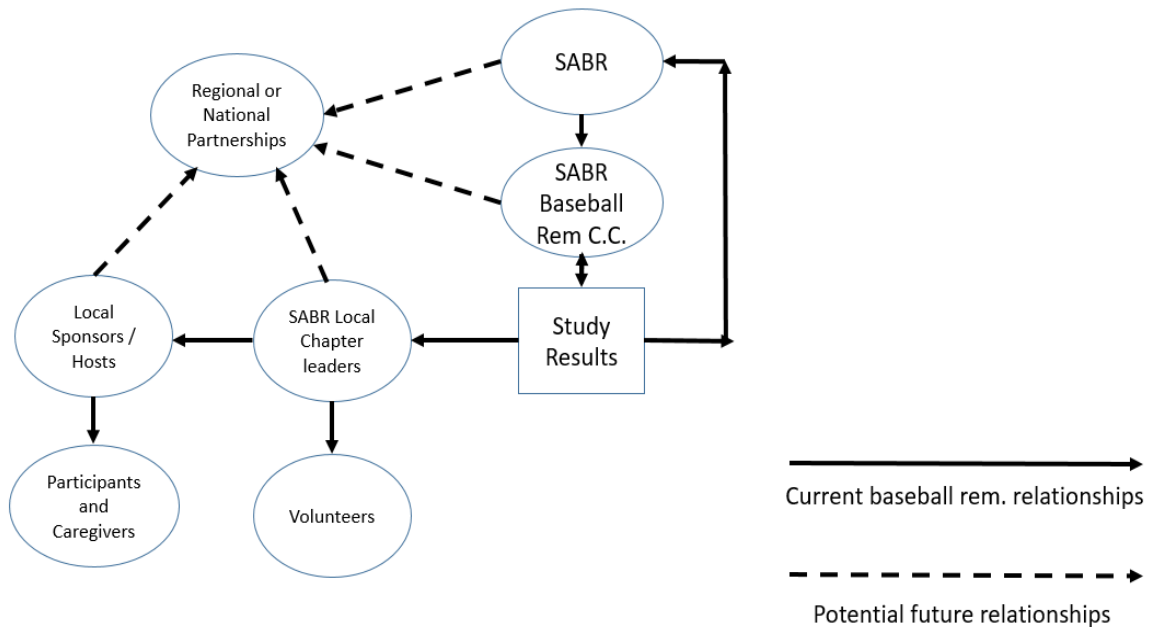 SABR
Regional or
National
Partnerships
SABR
Baseball
Rem C.C.
Local
Sponsors /
Hosts
SABR Local
Chapter
leaders
Study
Results
Participants
and
Caregivers
Volunteers
Current baseball rem. relationships
Potential future relationships